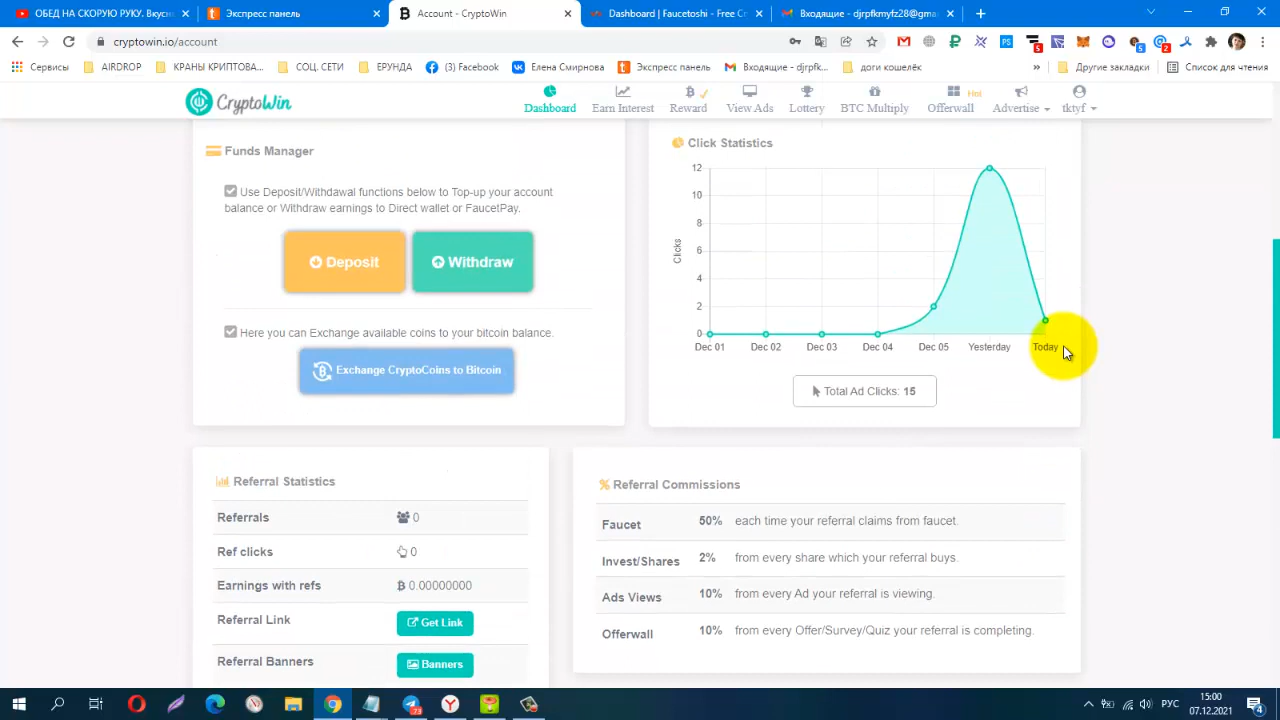 ОБЕД НА СКОРУЮ РУКУ. Вкусн
Экспресс панель
Account - CryptoWin
Dashboard | Faucetoshi - Free Cr
Входящие - djrpfkmyfz28@gma
cryptowin.io/account
Сервисы
AIRDROP
КРАНЫ КРИПТОВА...
СОЦ. СЕТИ
ЕРУНДА
(3) Facebook
Елена Смирнова
Экспресс панель
Входящие - djrpfk...
доги кошелёк
»
Другие закладки
Список для чтения
CryptoWin
Dashboard
Earn Interest
Reward
View Ads
Lottery
BTC Multiply
Offerwall
Hot
Advertise
tktyf
Funds Manager
Use Deposit/Withdawal functions below to Top-up your account
balance or Withdraw earnings to Direct wallet or FaucetPay.
Deposit
Withdraw
Here you can Exchange available coins to your bitcoin balance.
Exchange CryptoCoins to Bitcoin
Click Statistics
12
10
8
6
4
2
0
Clicks
Dec 01
Dec 02
Dec 03
Dec 04
Dec 05
Yesterday
Today
Total Ad Clicks: 15
Referral Statistics
Referrals 0
Ref clicks 0
Earnings with refs 0.00000000
Referral Link Get Link
Referral Banners Banners
Referral Commissions
Faucet 50% each time your referral claims from faucet.
Invest/Shares 2% from every share which your referral buys.
Ads Views 10% from every Ad your referral is viewing.
Offerwall 10% from every Offer/Survey/Quiz your referral is completing.
73
РУС
15:00
07.12.2021
4